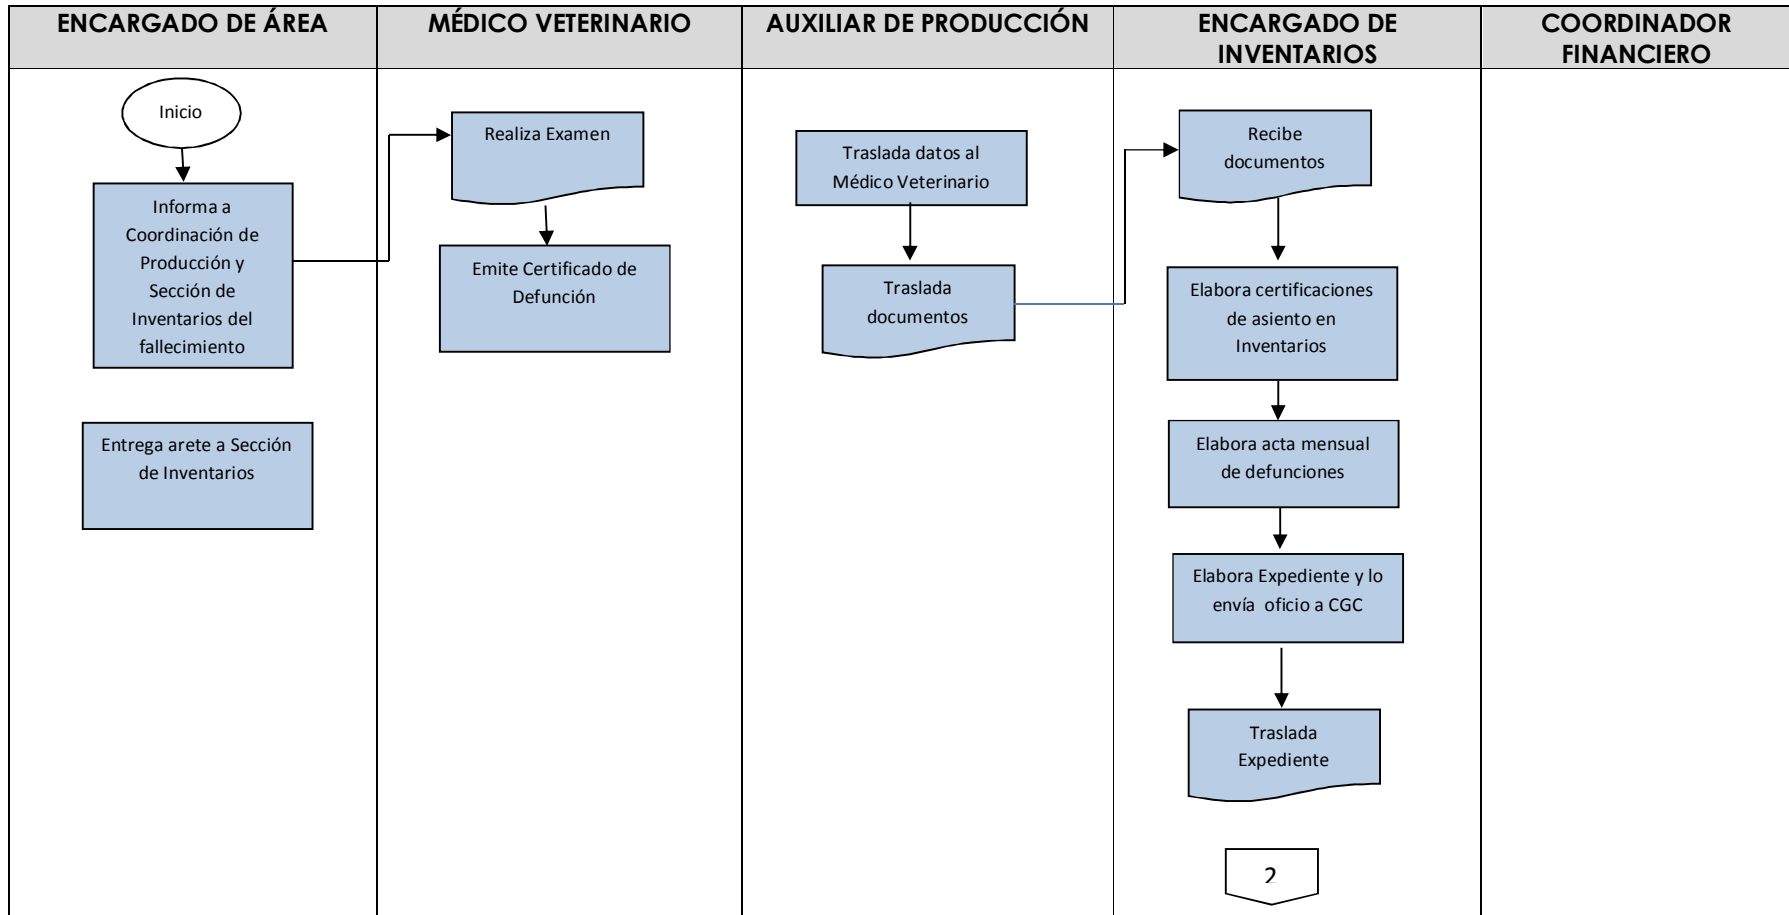 ENCARGADO DE ÁREA
MÉDICO VETERINARIO
AUXILIAR DE PRODUCCIÓN
ENCARGADO DE
INVENTARIOS
COORDINADOR
FINANCIERO
Inicio
Informa a
Coordinación de
Producción y
Sección de
Inventarios del
fallecimiento
Entrega arete a Sección
de Inventarios
Realiza Examen
Emite Certificado de
Defunción
Traslada datos al
Médico Veterinario
Traslada
documentos
Recibe
documentos
Elabora certificaciones
de asiento en
Inventarios
Elabora acta mensual
de defunciones
Elabora Expediente y lo
envía oficio a CGC
Traslada
Expediente
2